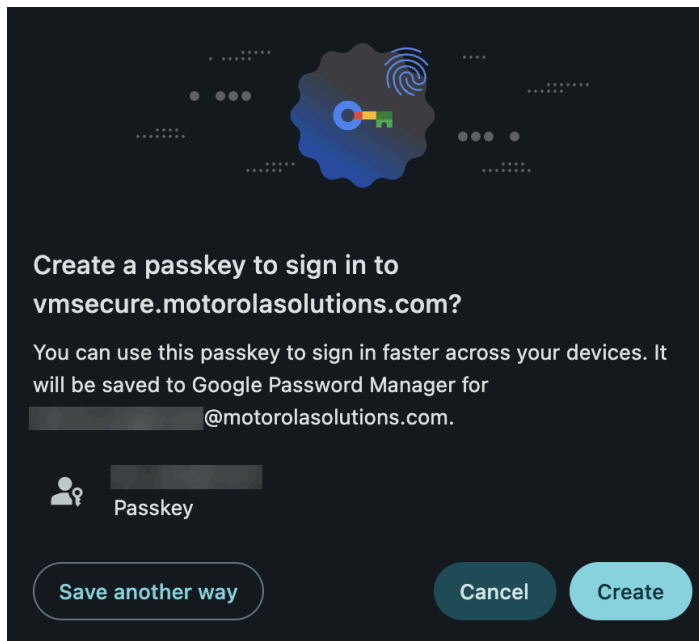 Create a passkey to sign in to
vmsecure.motorolasolutions.com?
You can use this passkey to sign in faster across your devices. It
will be saved to Google Password Manager for
@motorolasolutions.com.
Passkey
Save another way
Cancel
Create